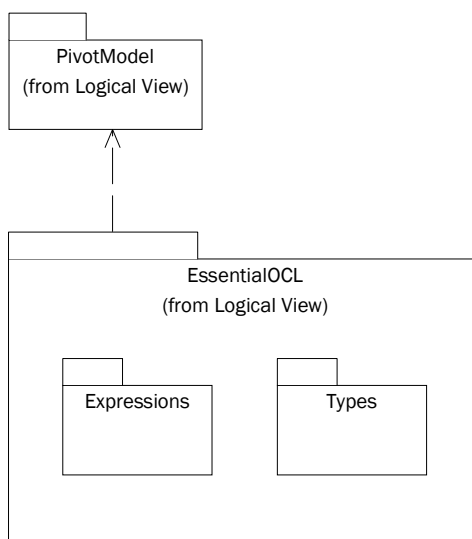 PivotModel
(from Logical View)
EssentialOCL
(from Logical View)
Expressions
Types